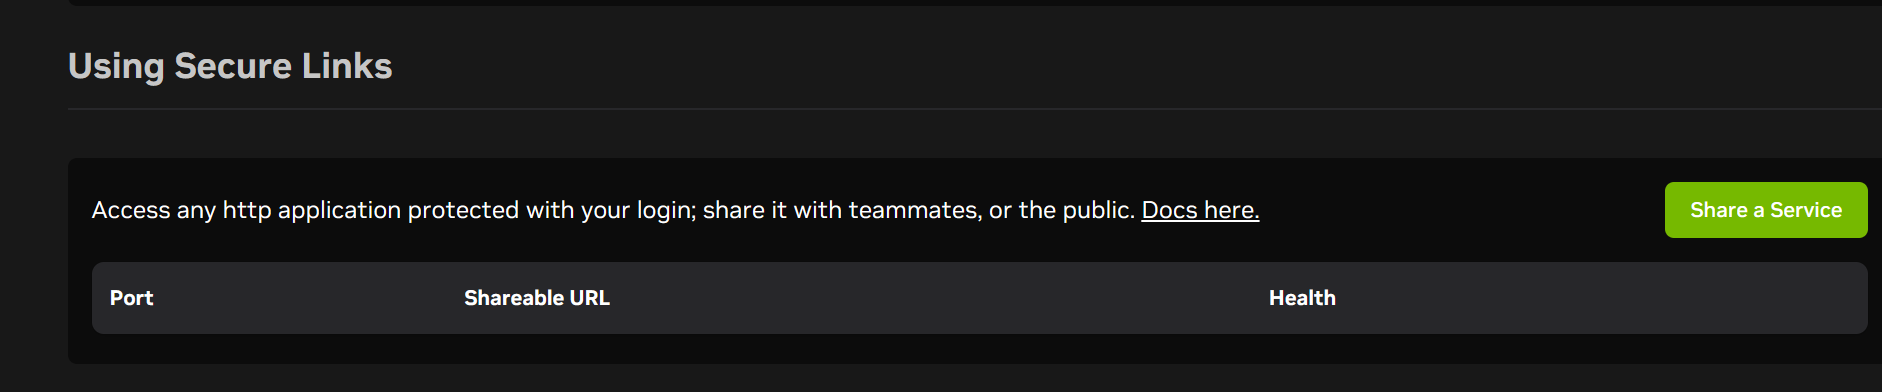 Using Secure Links
Access any http application protected with your login; share it with teammates, or the public. Docs here.
Share a Service
Port Shareable URL Health